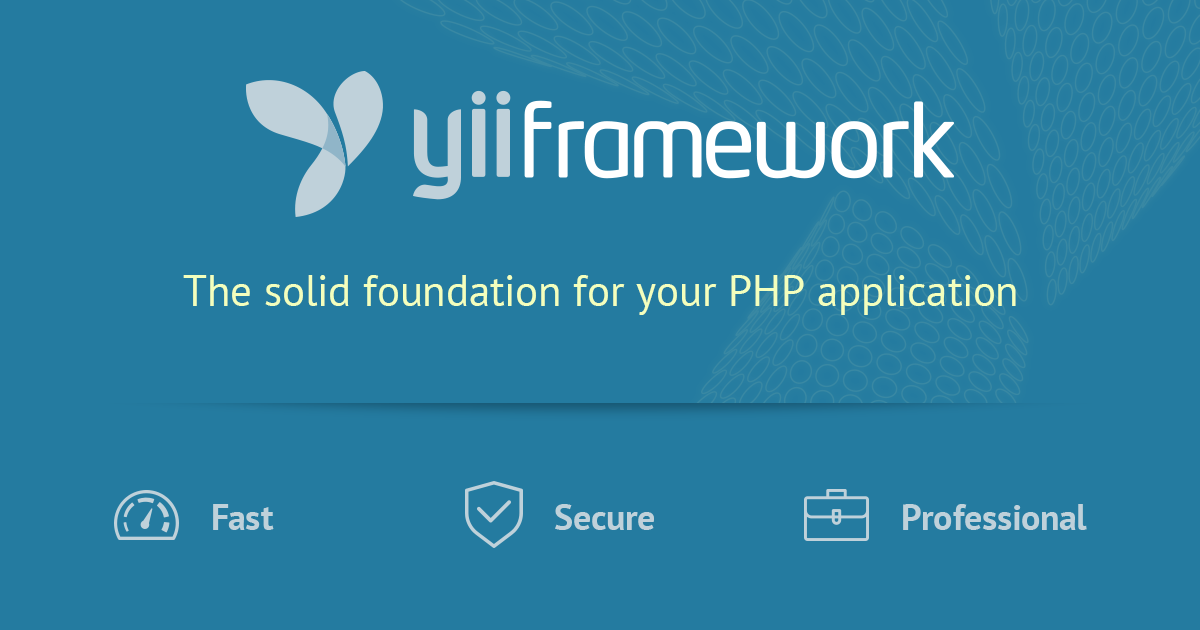 yiiframework
The solid foundation for your PHP application
Fast
Secure
Professional